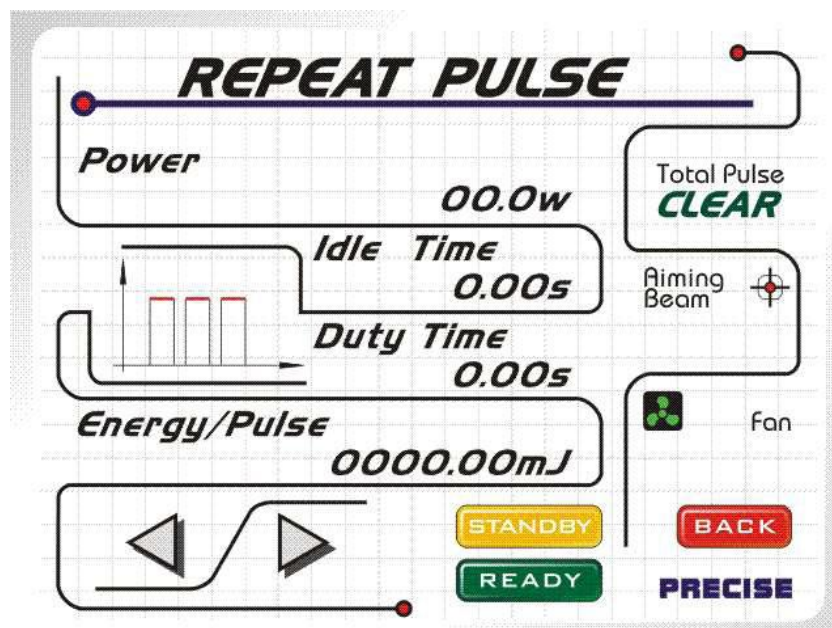 REPEAT PULSE
Power
00.0w
Total Pulse
CLEAR
Idle Time
0.00s
Aiming
Beam
Duty Time
0.00s
Energy/Pulse
0000.00mJ
Fan
STANDBY
BACK
READY
PRECISE